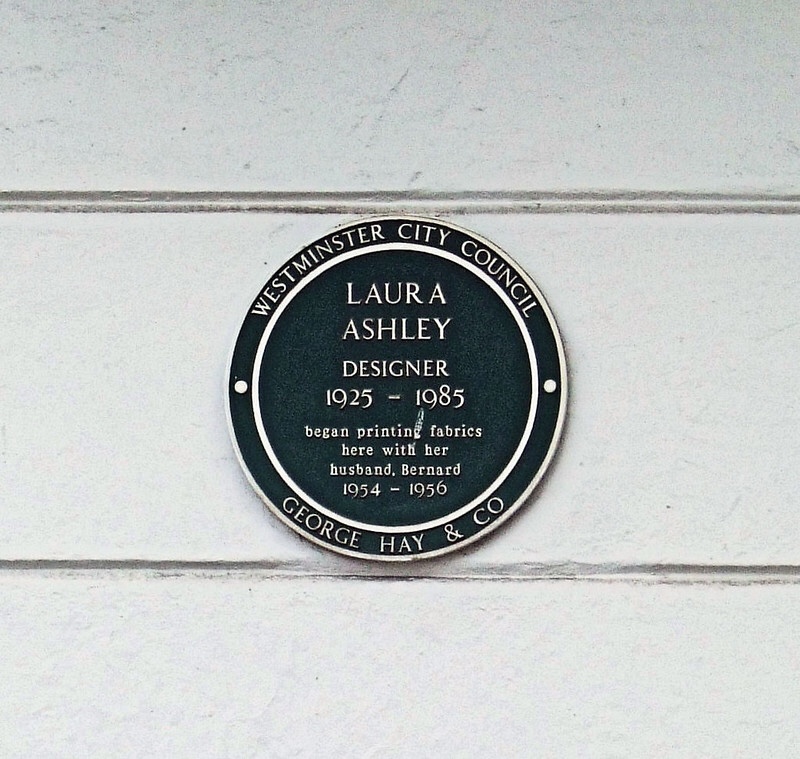 WESTMINSTER CITY COUNCIL
LAURA
ASHLEY
DESIGNER
1925 – 1985
began printing fabrics
here with her
husband, Bernard
1954 – 1956
GEORGE HAY & CO